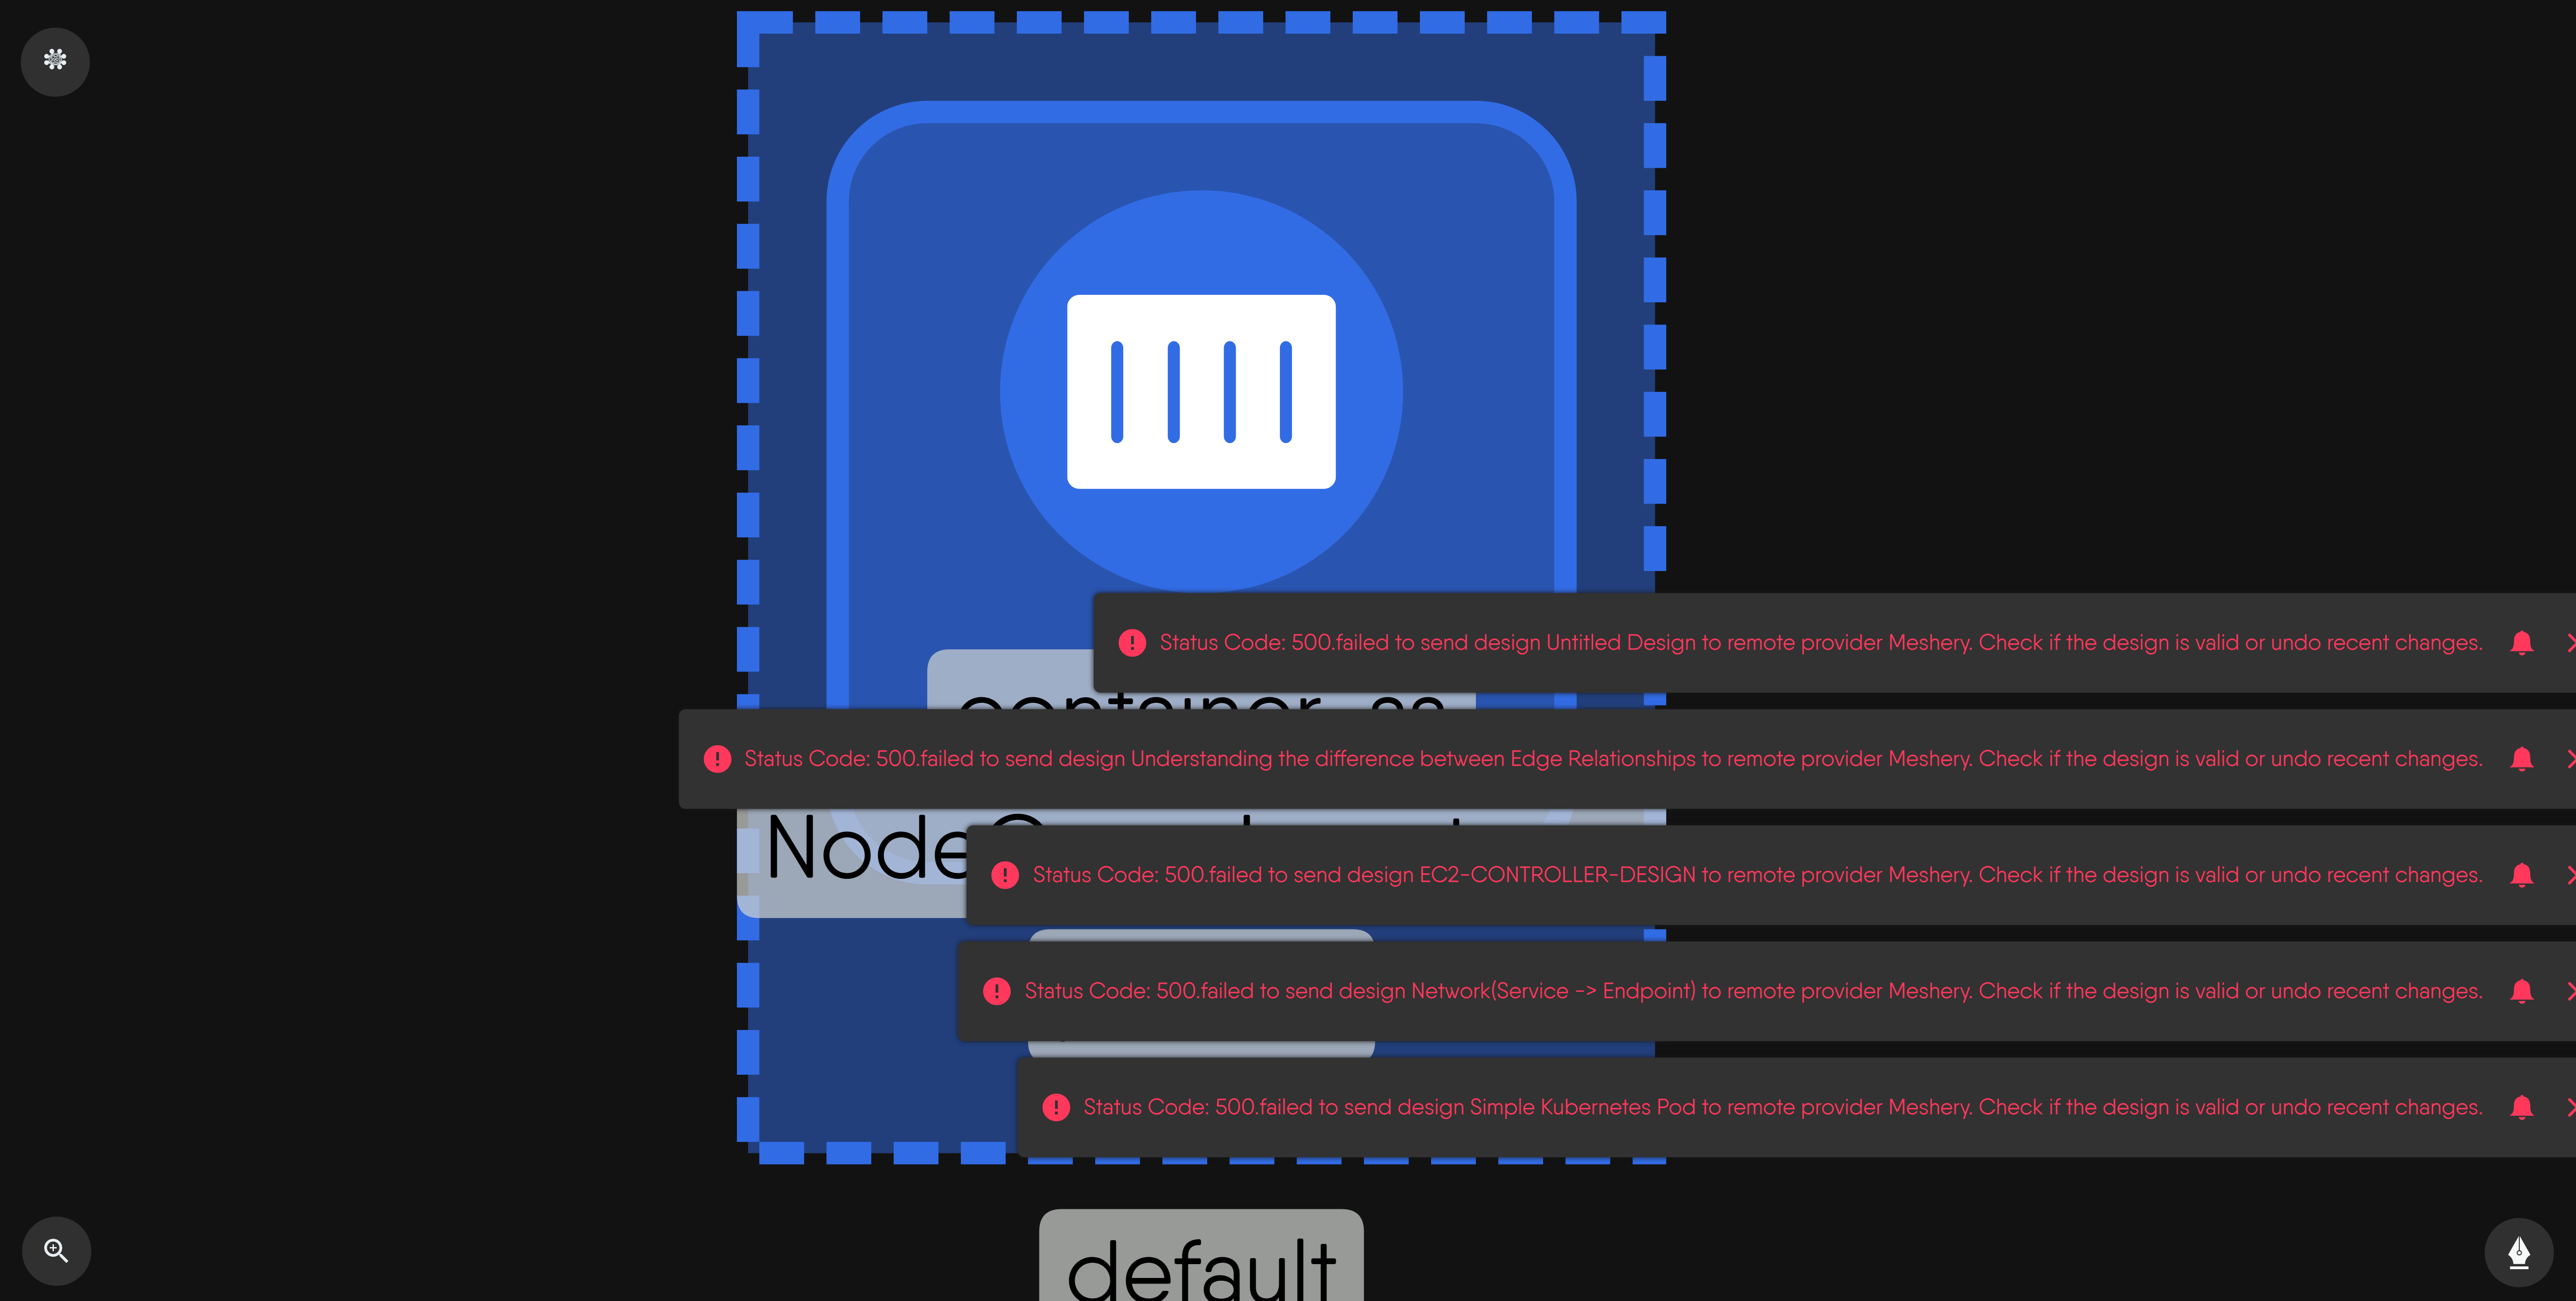 Status Code: 500.failed to send design Untitled Design to remote provider Meshery. Check if the design is valid or undo recent changes.
Status Code: 500.failed to send design Understanding the difference between Edge Relationships to remote provider Meshery. Check if the design is valid or undo recent changes.
Status Code: 500.failed to send design EC2-CONTROLLER-DESIGN to remote provider Meshery. Check if the design is valid or undo recent changes.
Status Code: 500.failed to send design Network(Service -> Endpoint) to remote provider Meshery. Check if the design is valid or undo recent changes.
Status Code: 500.failed to send design Simple Kubernetes Pod to remote provider Meshery. Check if the design is valid or undo recent changes.
default